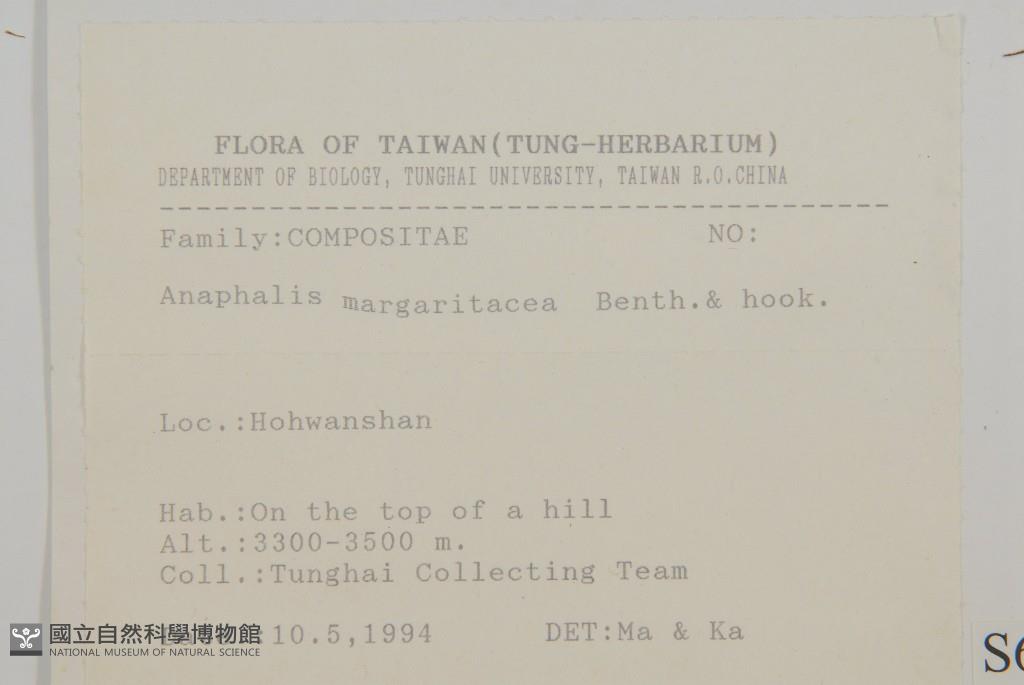 FLORA OF TAIWAN(TUNG-HERBARIUM)
DEPARTMENT OF BIOLOGY, TUNGHAI UNIVERSITY, TAIWAN R.O.CHINA
----------------------------------------
Family:COMPOSITAE NO:
Anaphalis margaritacea Benth.& hook.
Loc.:Hohwanshan
Hab.:On the top of a hill
Alt.:3300-3500 m.
Coll.:Tunghai Collecting Team
:10.5,1994 DET:Ma & Ka
國立自然科學博物館
NATIONAL MUSEUM OF NATURAL SCIENCE